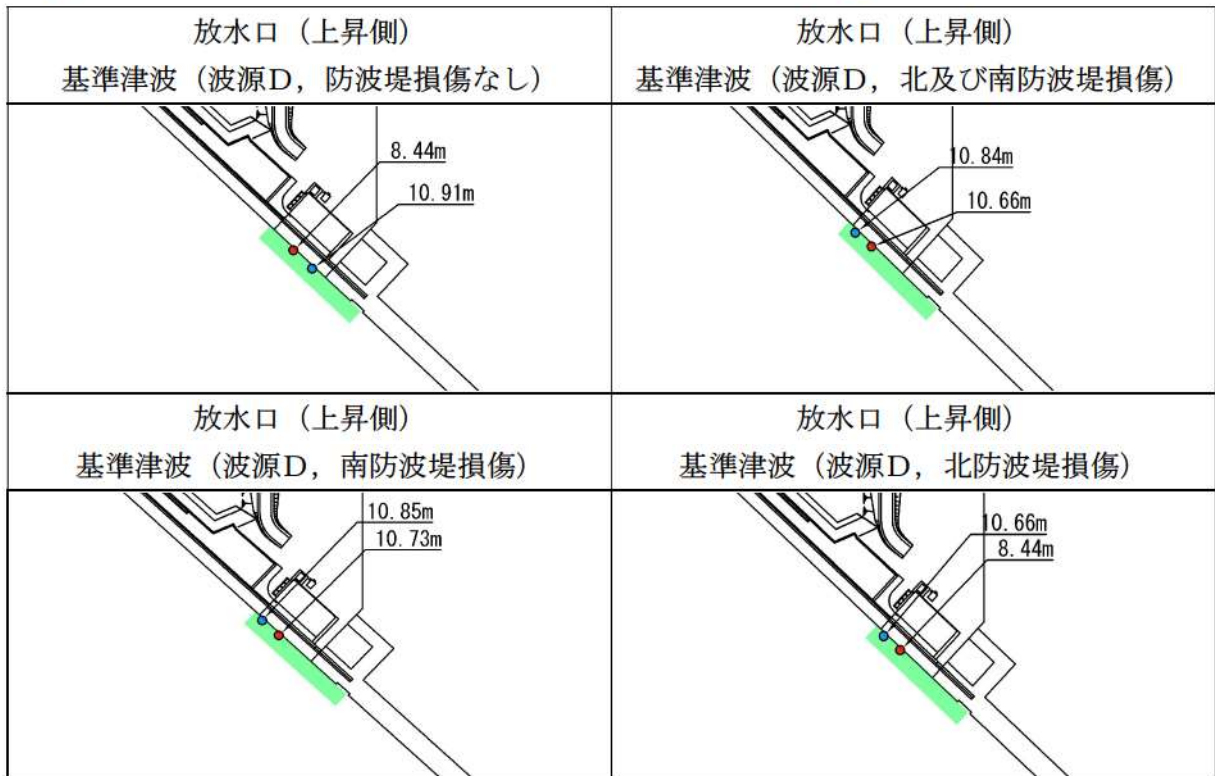 放水口（上昇側）
基準津波（波源Ｄ，防波堤損傷なし）
8.44m
10.91m
放水口（上昇側）
基準津波（波源Ｄ，北及び南防波堤損傷）
10.84m
10.66m
放水口（上昇側）
基準津波（波源Ｄ，南防波堤損傷）
10.85m
10.73m
放水口（上昇側）
基準津波（波源Ｄ，北防波堤損傷）
10.66m
8.44m